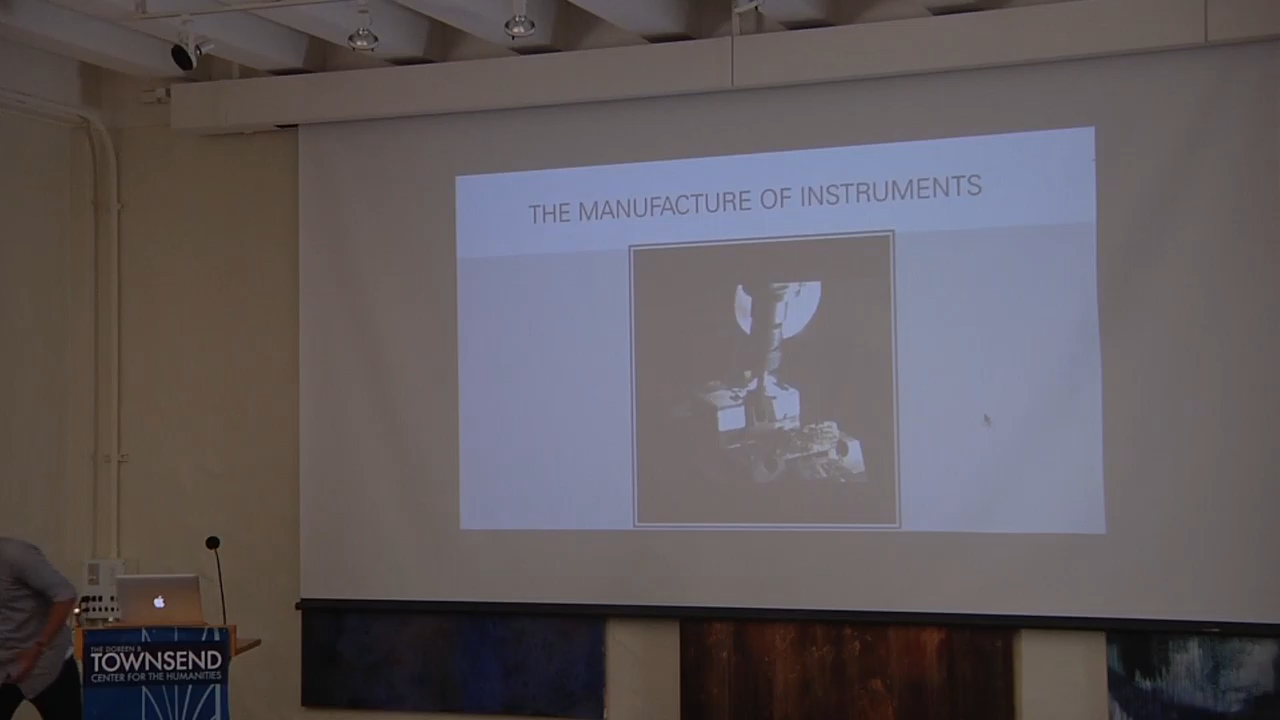 THE MANUFACTURE OF INSTRUMENTS
THE DOREEN B
TOWNSEND
CENTER FOR THE HUMANITIES